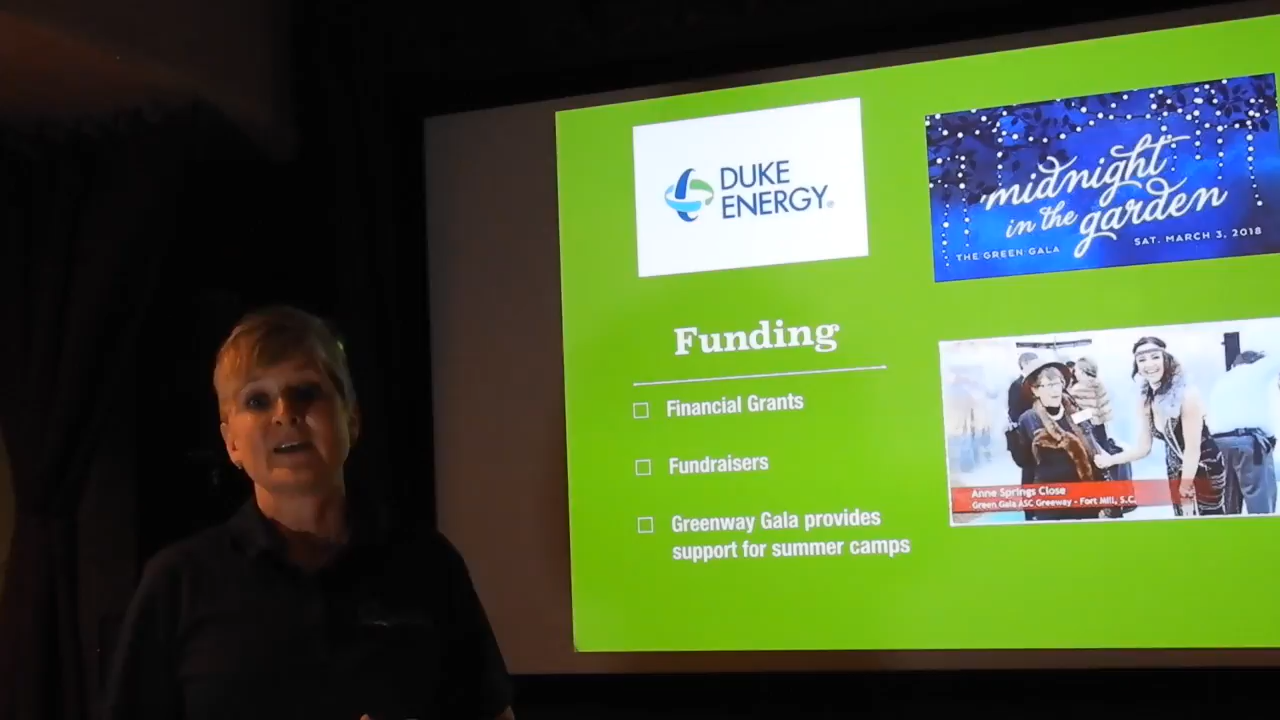 DUKE
ENERGY®
midnight
in the garden
THE GREEN GALA
SAT. MARCH 3, 2018
Funding
Financial Grants
Fundraisers
Greenway Gala provides
support for summer camps
Anne Springs Close
Green Gala ASC Greenway - Fort Mill, S.C.